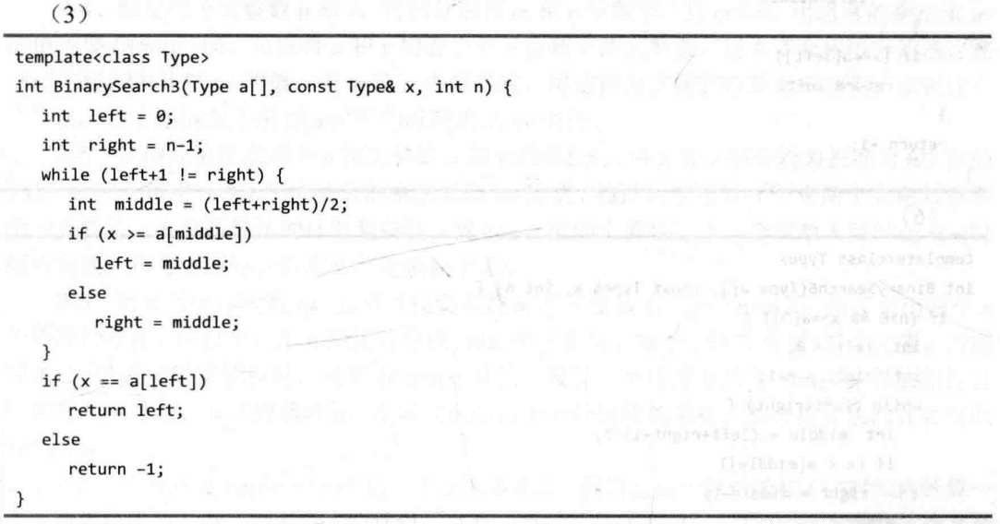 （3）
template<class Type>
int BinarySearch3(Type a[], const Type& x, int n) {
int left = 0;
int right = n-1;
while (left+1 != right) {
int middle = (left+right)/2;
if (x >= a[middle])
left = middle;
else
right = middle;
}
if (x == a[left])
return left;
else
return –1;
}